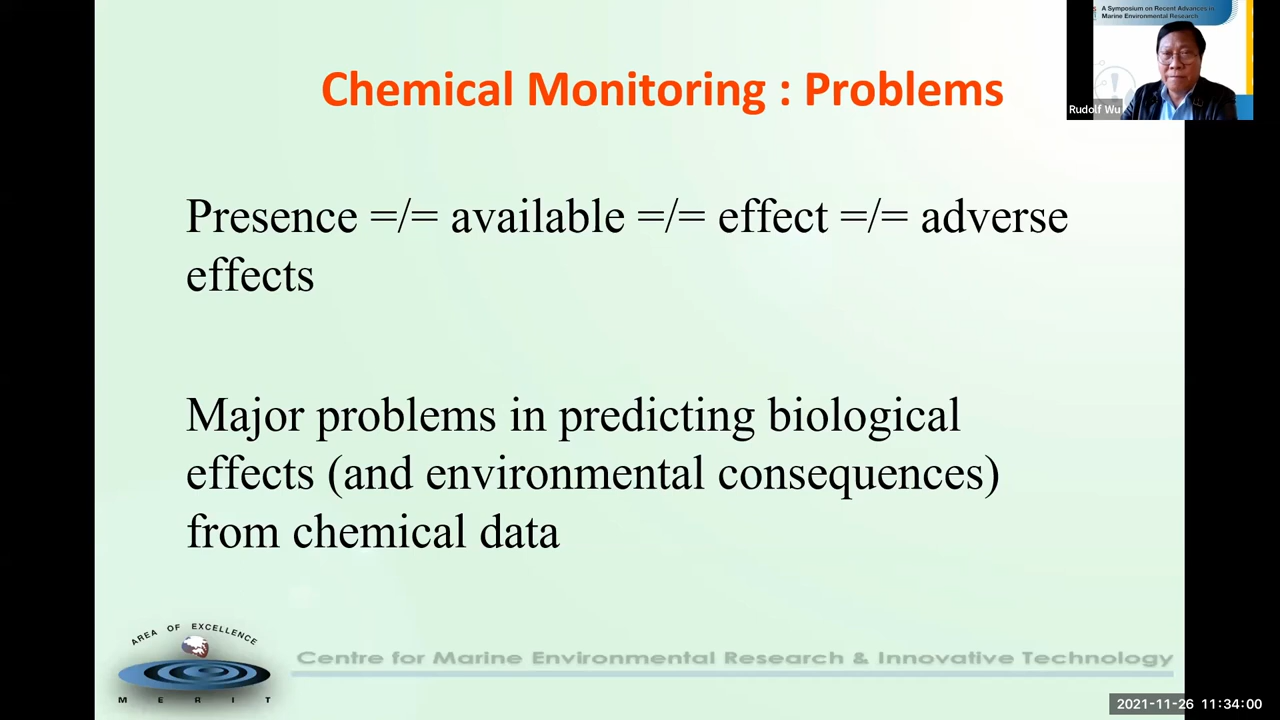 A Symposium on Recent Advances in
Marine Environmental Research
Rudolf Wu
Chemical Monitoring : Problems
Presence =/= available =/= effect =/= adverse
effects
Major problems in predicting biological
effects (and environmental consequences)
from chemical data
AREA OF EXCELLENCE
MERIT
Centre for Marine Environmental Research & Innovative Technology
2021-11-26 11:34:00